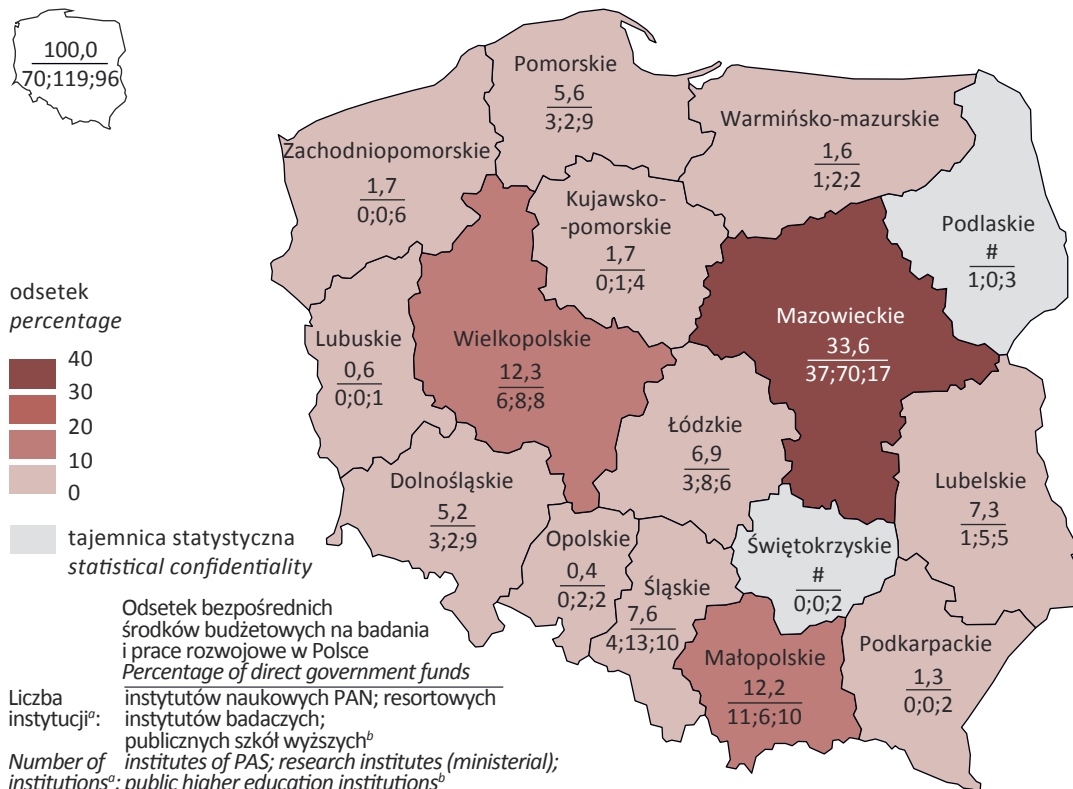 100,0
70;119;96
Pomorskie
5,6
3;2;9
Warmińsko-mazurskie
1,6
1;2;2
Zachodniopomorskie
1,7
0;0;6
Kujawsko-
-pomorskie
1,7
0;1;4
Podlaskie
#
1;0;3
Mazowieckie
33,6
37;70;17
Wielkopolskie
12,3
6;8;8
Lubuskie
0,6
0;0;1
Łódzkie
6,9
3;8;6
Dolnośląskie
5,2
3;2;9
Lubelskie
7,3
1;5;5
Opolskie
0,4
0;2;2
Śląskie
7,6
4;13;10
Świętokrzyskie
#
0;0;2
Małopolskie
12,2
11;6;10
Podkarpackie
1,3
0;0;2
odsetek
percentage
40
30
20
10
0
tajemnica statystyczna
statistical confidentiality
Odsetek bezpośrednich
środków budżetowych na badania
i prace rozwojowe w Polsce
Percentage of direct government funds
Liczba instytutów naukowych PAN; resortowych
instytucjiᵃ: instytutów badaczych;
publicznych szkół wyższychᵇ
Number of institutes of PAS; research institutes (ministerial);
institutionsᵃ: public higher education institutionsᵇ